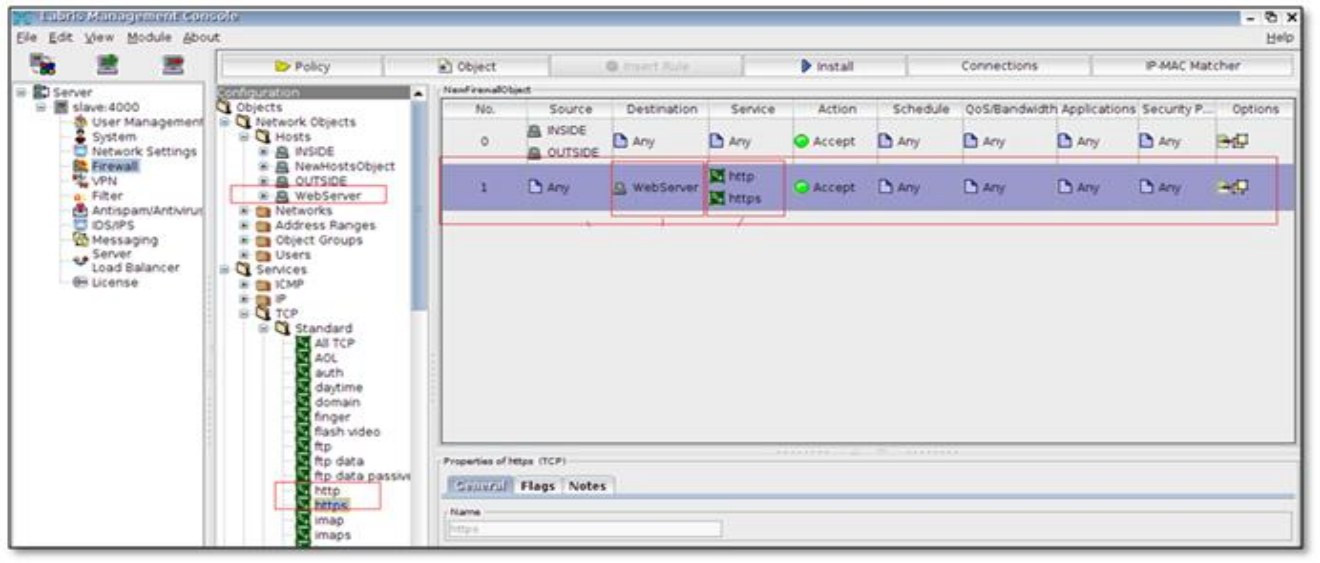 Labris Management Console
File Edit View Module About
Help
Policy
Object
Insert Rule
Install
Connections
IP-MAC Matcher
Server
slave:4000
User Management
System
Network Settings
Firewall
VPN
Filter
Antispam/Antivirus
IDS/IPS
Messaging
Server
Load Balancer
License
Configuration
Objects
Network Objects
Hosts
INSIDE
NewHostsObject
OUTSIDE
WebServer
Networks
Address Ranges
Object Groups
Users
Services
ICMP
IP
TCP
Standard
All TCP
AOL
auth
daytime
domain
finger
flash video
ftp
ftp data
ftp data passive
http
https
imap
imaps
NewFirewallObject
No. Source Destination Service Action Schedule QoS/Bandwidth Applications Security P... Options
0 INSIDE OUTSIDE Any Any Accept Any Any Any Any
1 Any WebServer http https Accept Any Any Any Any
Properties of https (TCP)
General Flags Notes
Name
https